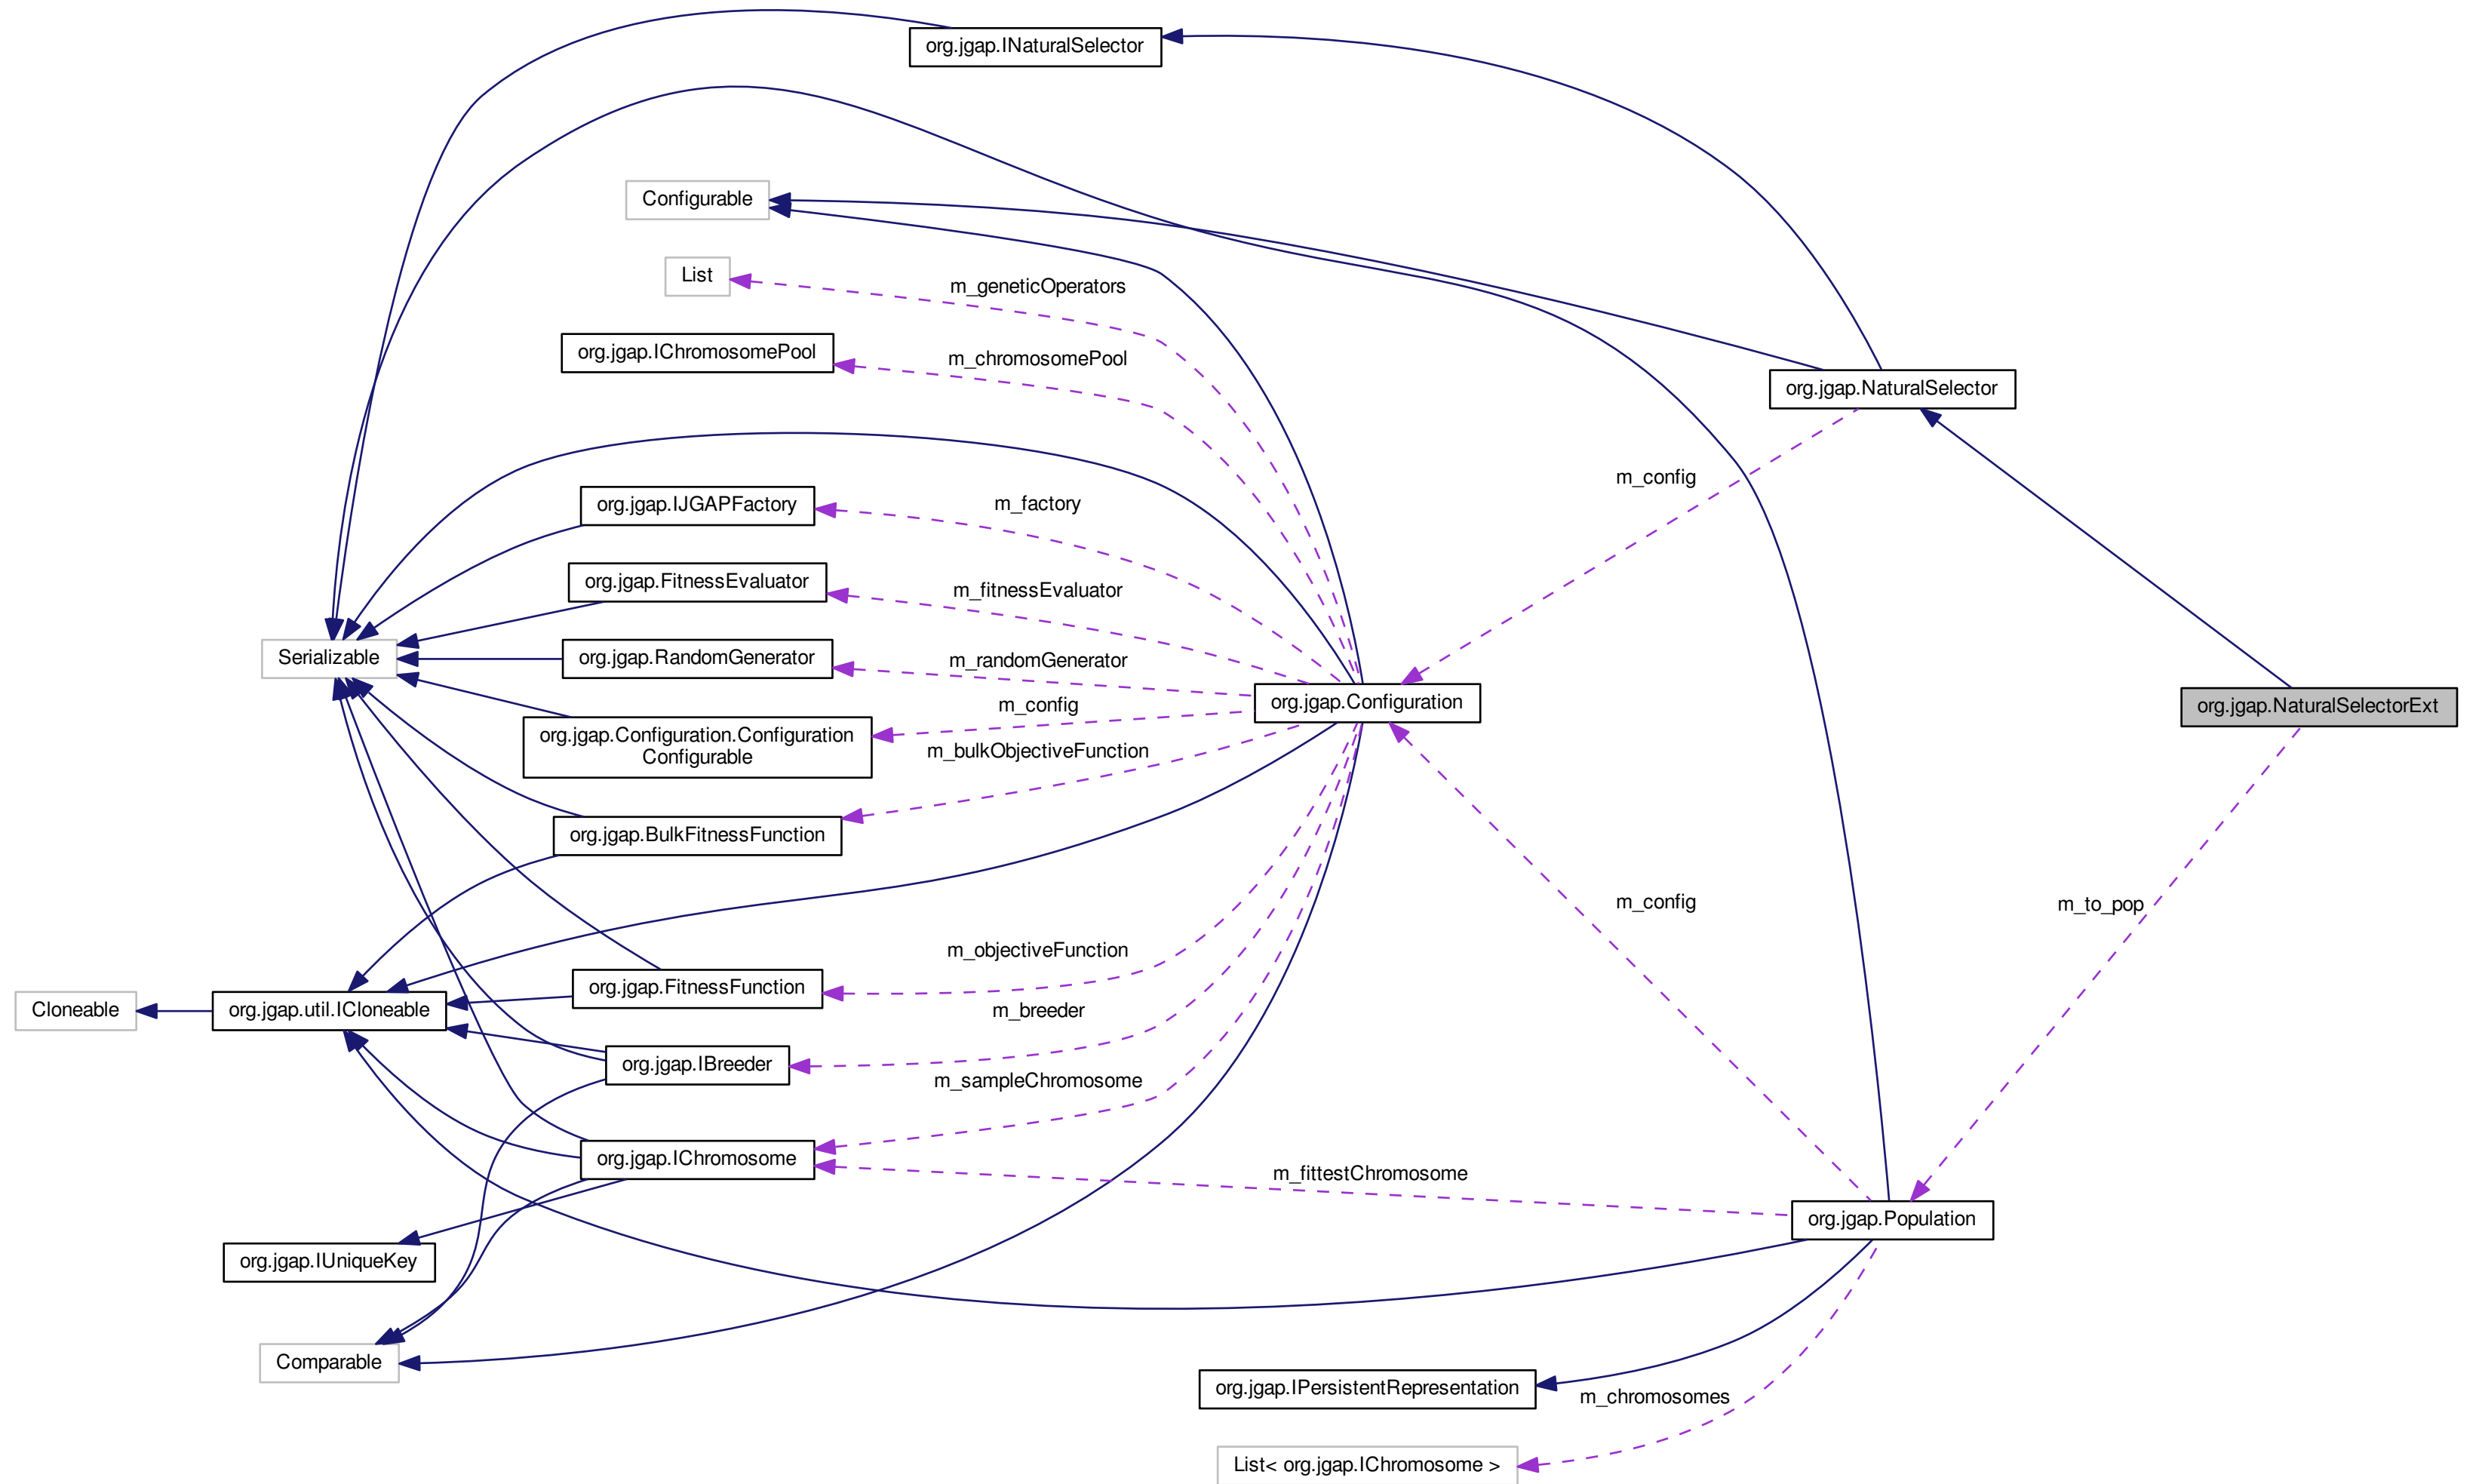 org.jgap.INaturalSelector
Configurable
List
m_geneticOperators
org.jgap.IChromosomePool
m_chromosomePool
org.jgap.NaturalSelector
m_config
org.jgap.IJGAPFactory
m_factory
org.jgap.FitnessEvaluator
m_fitnessEvaluator
Serializable
org.jgap.RandomGenerator
m_randomGenerator
org.jgap.Configuration
org.jgap.NaturalSelectorExt
m_config
org.jgap.Configuration.Configuration
Configurable
m_bulkObjectiveFunction
org.jgap.BulkFitnessFunction
m_config
m_to_pop
m_objectiveFunction
org.jgap.FitnessFunction
Cloneable
org.jgap.util.ICloneable
m_breeder
org.jgap.IBreeder
m_sampleChromosome
org.jgap.IChromosome
m_fittestChromosome
org.jgap.Population
org.jgap.IUniqueKey
Comparable
org.jgap.IPersistentRepresentation
m_chromosomes
List< org.jgap.IChromosome >